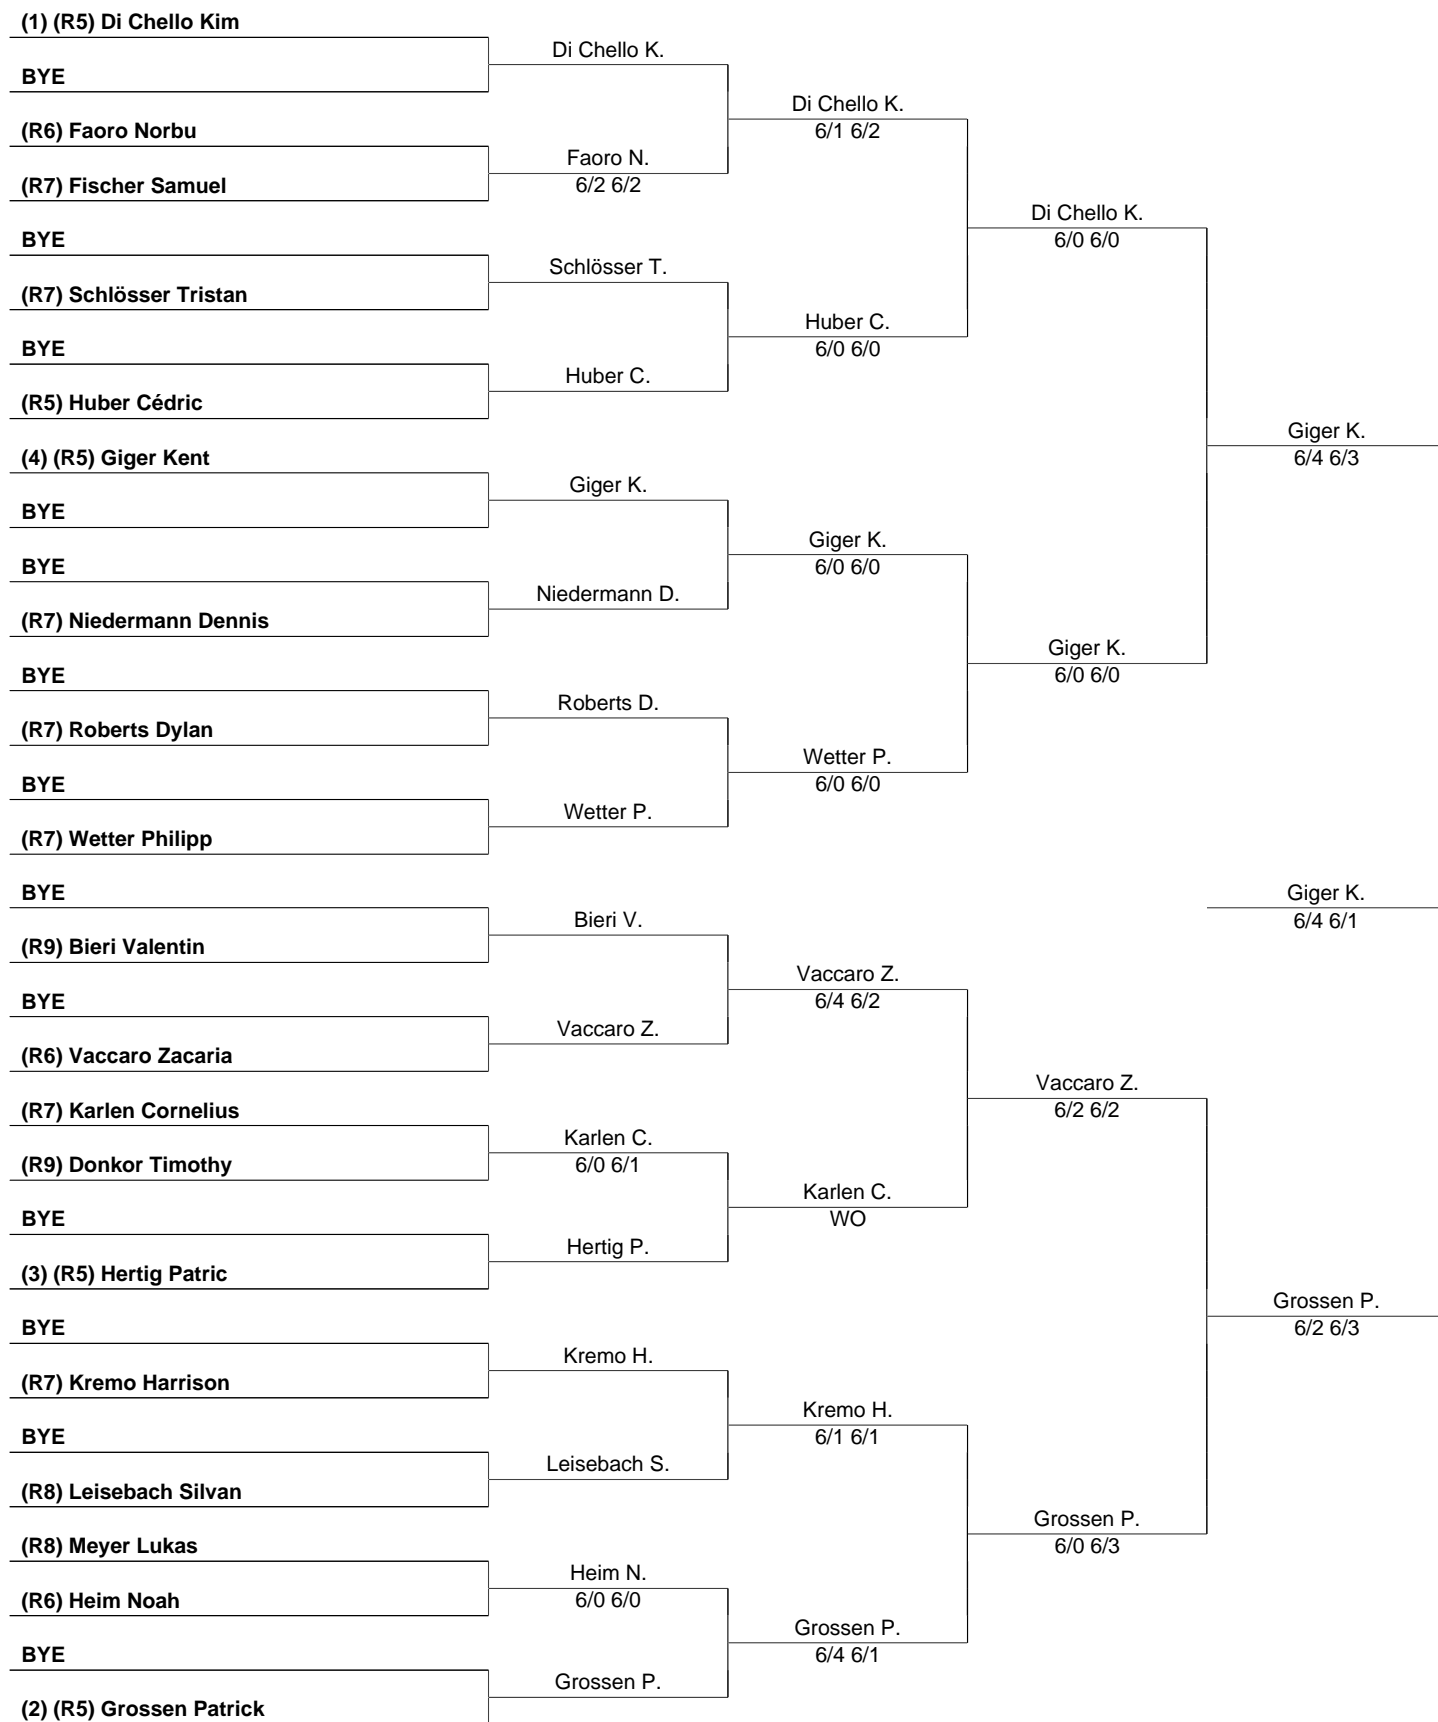 (1) (R5) Di Chello Kim
Di Chello K.
BYE
Di Chello K.
6/1 6/2
(R6) Faoro Norbu
Faoro N.
6/2 6/2
(R7) Fischer Samuel
Di Chello K.
6/0 6/0
BYE
Schlösser T.
(R7) Schlösser Tristan
Huber C.
6/0 6/0
BYE
Huber C.
(R5) Huber Cédric
Giger K.
6/4 6/3
(4) (R5) Giger Kent
Giger K.
BYE
Giger K.
6/0 6/0
BYE
Niedermann D.
(R7) Niedermann Dennis
Giger K.
6/0 6/0
BYE
Roberts D.
(R7) Roberts Dylan
Wetter P.
6/0 6/0
BYE
Wetter P.
(R7) Wetter Philipp
BYE
Giger K.
6/4 6/1
Bieri V.
(R9) Bieri Valentin
Vaccaro Z.
6/4 6/2
BYE
Vaccaro Z.
(R6) Vaccaro Zacaria
Vaccaro Z.
6/2 6/2
(R7) Karlen Cornelius
Karlen C.
6/0 6/1
(R9) Donkor Timothy
Karlen C.
WO
BYE
Hertig P.
(3) (R5) Hertig Patric
Grossen P.
6/2 6/3
BYE
Kremo H.
(R7) Kremo Harrison
Kremo H.
6/1 6/1
BYE
Leisebach S.
(R8) Leisebach Silvan
Grossen P.
6/0 6/3
(R8) Meyer Lukas
Heim N.
6/0 6/0
(R6) Heim Noah
Grossen P.
6/4 6/1
BYE
Grossen P.
(2) (R5) Grossen Patrick